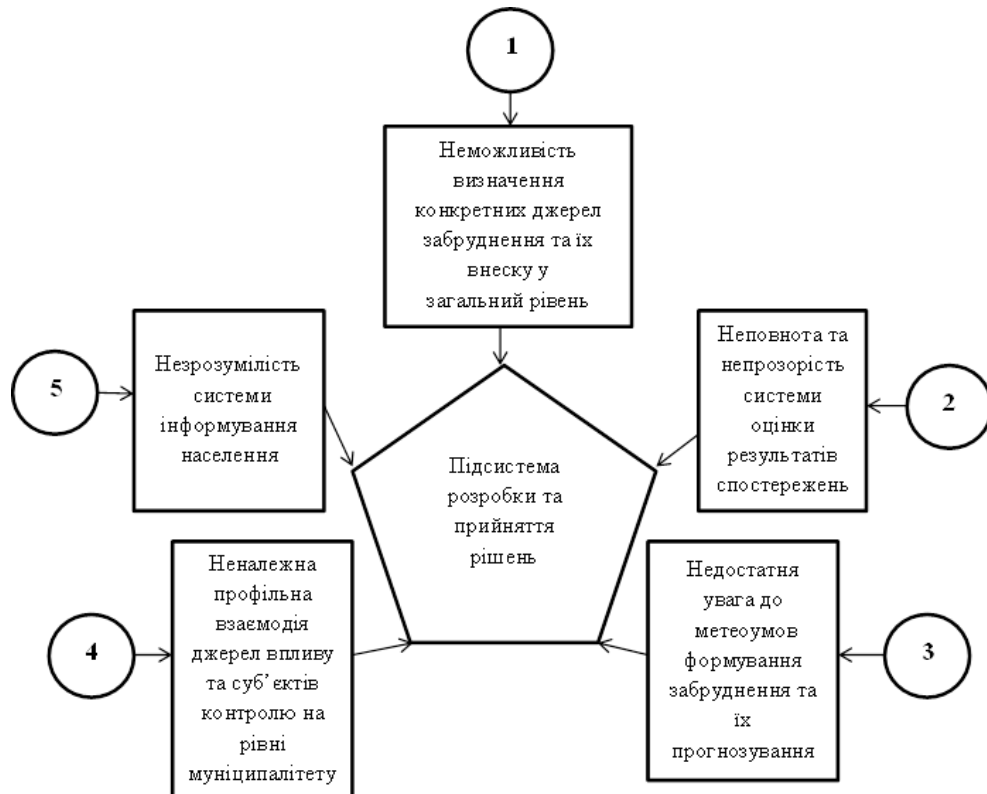 1
Неможливість
визначення
конкретних джерел
забруднення та їх
внеску у
загальний рівень
5
Незрозумілість
системи
інформування
населення
Неповнота та
непрозорість
системи
оцінки
результатів
спостережень
2
Підсистема
розробки та
прийняття
рішень
4
Неналежна
профільна
взаємодія
джерел впливу
та суб’єктів
контролю на
рівні
муніципалітету
Недостатня
увага до
метеоумов
формування
забруднення та
їх
прогнозування
3